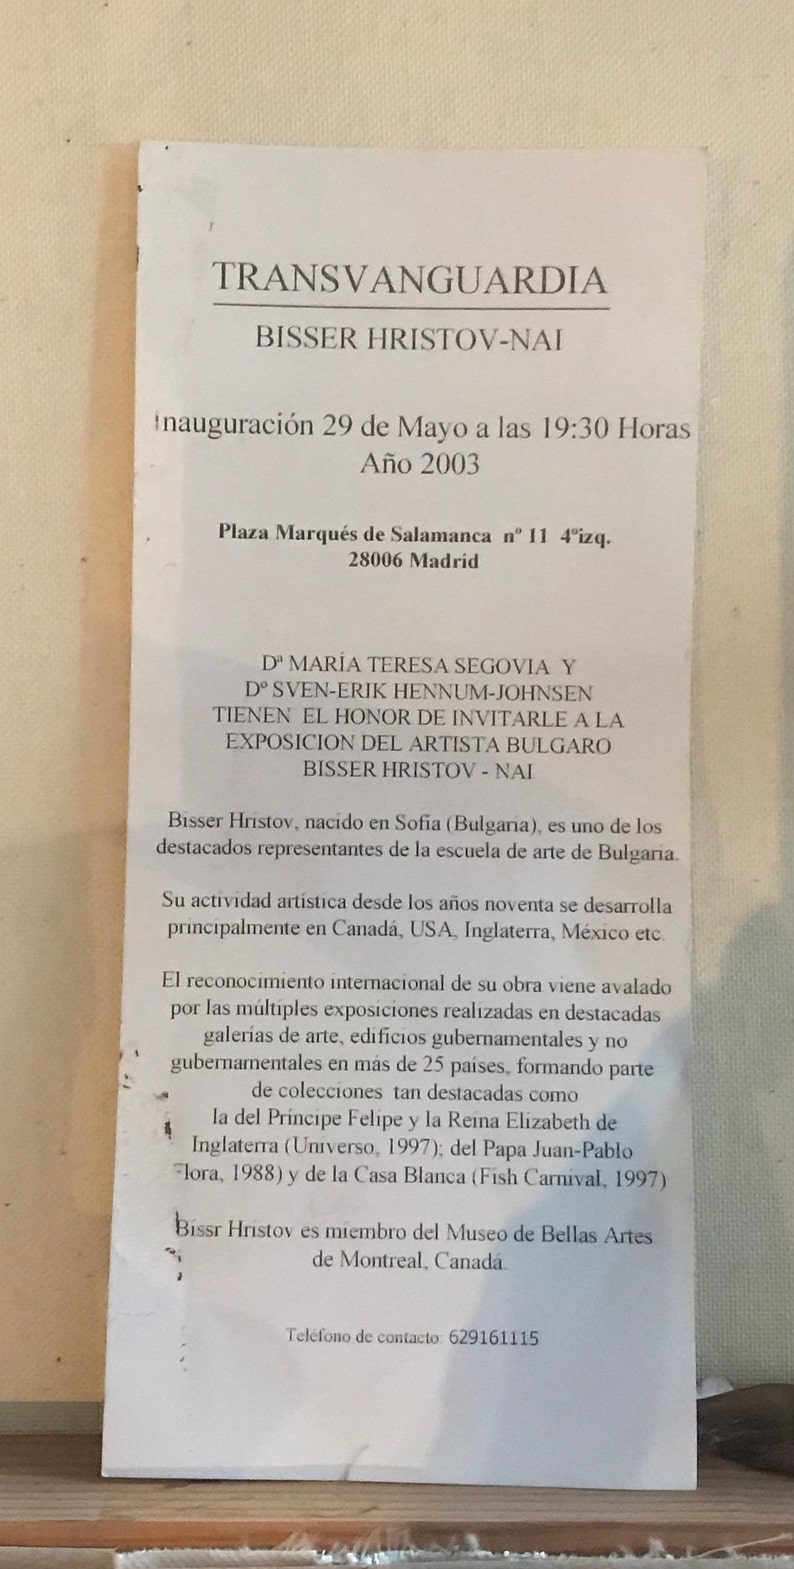 TRANSVANGUARDIA
BISSER HRISTOV-NAI
Inauguración 29 de Mayo a las 19:30 Horas
Año 2003
Plaza Marqués de Salamanca nº 11 4ºizq.
28006 Madrid
Dª MARÍA TERESA SEGOVIA Y
Dº SVEN-ERIK HENNUM-JOHNSEN
TIENEN EL HONOR DE INVITARLE A LA
EXPOSICION DEL ARTISTA BULGARO
BISSER HRISTOV - NAI
Bisser Hristov, nacido en Sofía (Bulgaria), es uno de los
destacados representantes de la escuela de arte de Bulgaria.
Su actividad artística desde los años noventa se desarrolla
principalmente en Canadá, USA, Inglaterra, México etc.
El reconocimiento internacional de su obra viene avalado
por las múltiples exposiciones realizadas en destacadas
galerías de arte, edificios gubernamentales y no
gubernamentales en más de 25 países, formando parte
de colecciones tan destacadas como
la del Príncipe Felipe y la Reina Elizabeth de
Inglaterra (Universo, 1997); del Papa Juan-Pablo
Flora, 1988) y de la Casa Blanca (Fish Carnival, 1997)
Bissr Hristov es miembro del Museo de Bellas Artes
de Montreal, Canadá.
Teléfono de contacto: 629161115